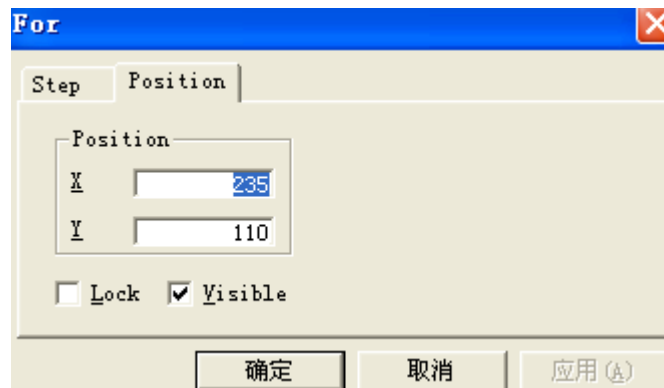 For
Step Position
Position
X 235
Y 110
Lock Visible
确定 取消 应用(A)